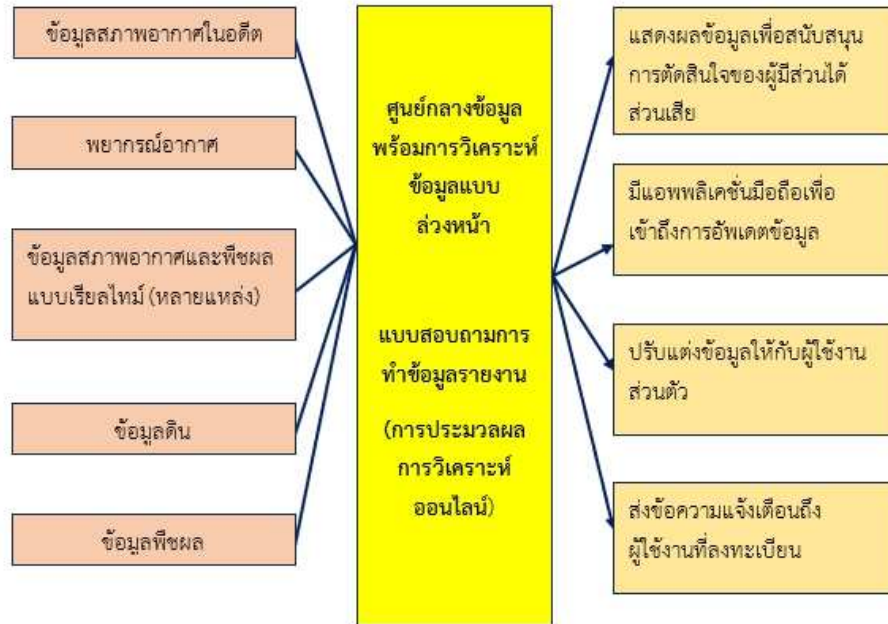 ข้อมูลสภาพอากาศในอดีต
พยากรณ์อากาศ
ข้อมูลสภาพอากาศและพืชผล
แบบเรียลไทม์ (หลายแหล่ง)
ข้อมูลดิน
ข้อมูลพืชผล
ศูนย์กลางข้อมูล
พร้อมการวิเคราะห์
ข้อมูลแบบ
ล่วงหน้า
แบบสอบถามการ
ทำข้อมูลรายงาน
(การประมวลผล
การวิเคราะห์
ออนไลน์)
แสดงผลข้อมูลเพื่อสนับสนุน
การตัดสินใจของผู้มีส่วนได้
ส่วนเสีย
มีแอพพลิเคชั่นมือถือเพื่อ
เข้าถึงการอัพเดตข้อมูล
ปรับแต่งข้อมูลให้กับผู้ใช้งาน
ส่วนตัว
ส่งข้อความแจ้งเตือนถึง
ผู้ใช้งานที่ลงทะเบียน